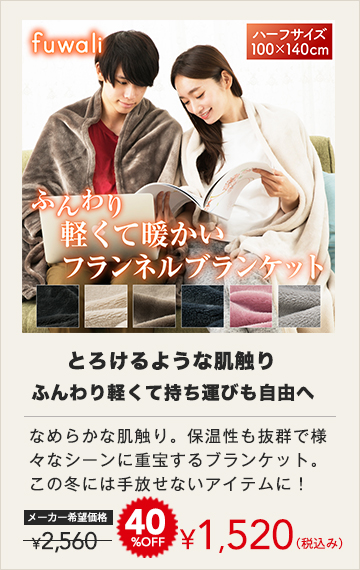 fuwali
ハーフサイズ
100×140cm
ふんわり
軽くて暖かい
フランネルブランケット
とろけるような肌触り
ふんわり軽くて持ち運びも自由へ
なめらかな肌触り。保温性も抜群で様
々なシーンに重宝するブランケット。
この冬には手放せないアイテムに！
メーカー希望価格
¥2,560
40
%OFF
¥1,520(税込み)